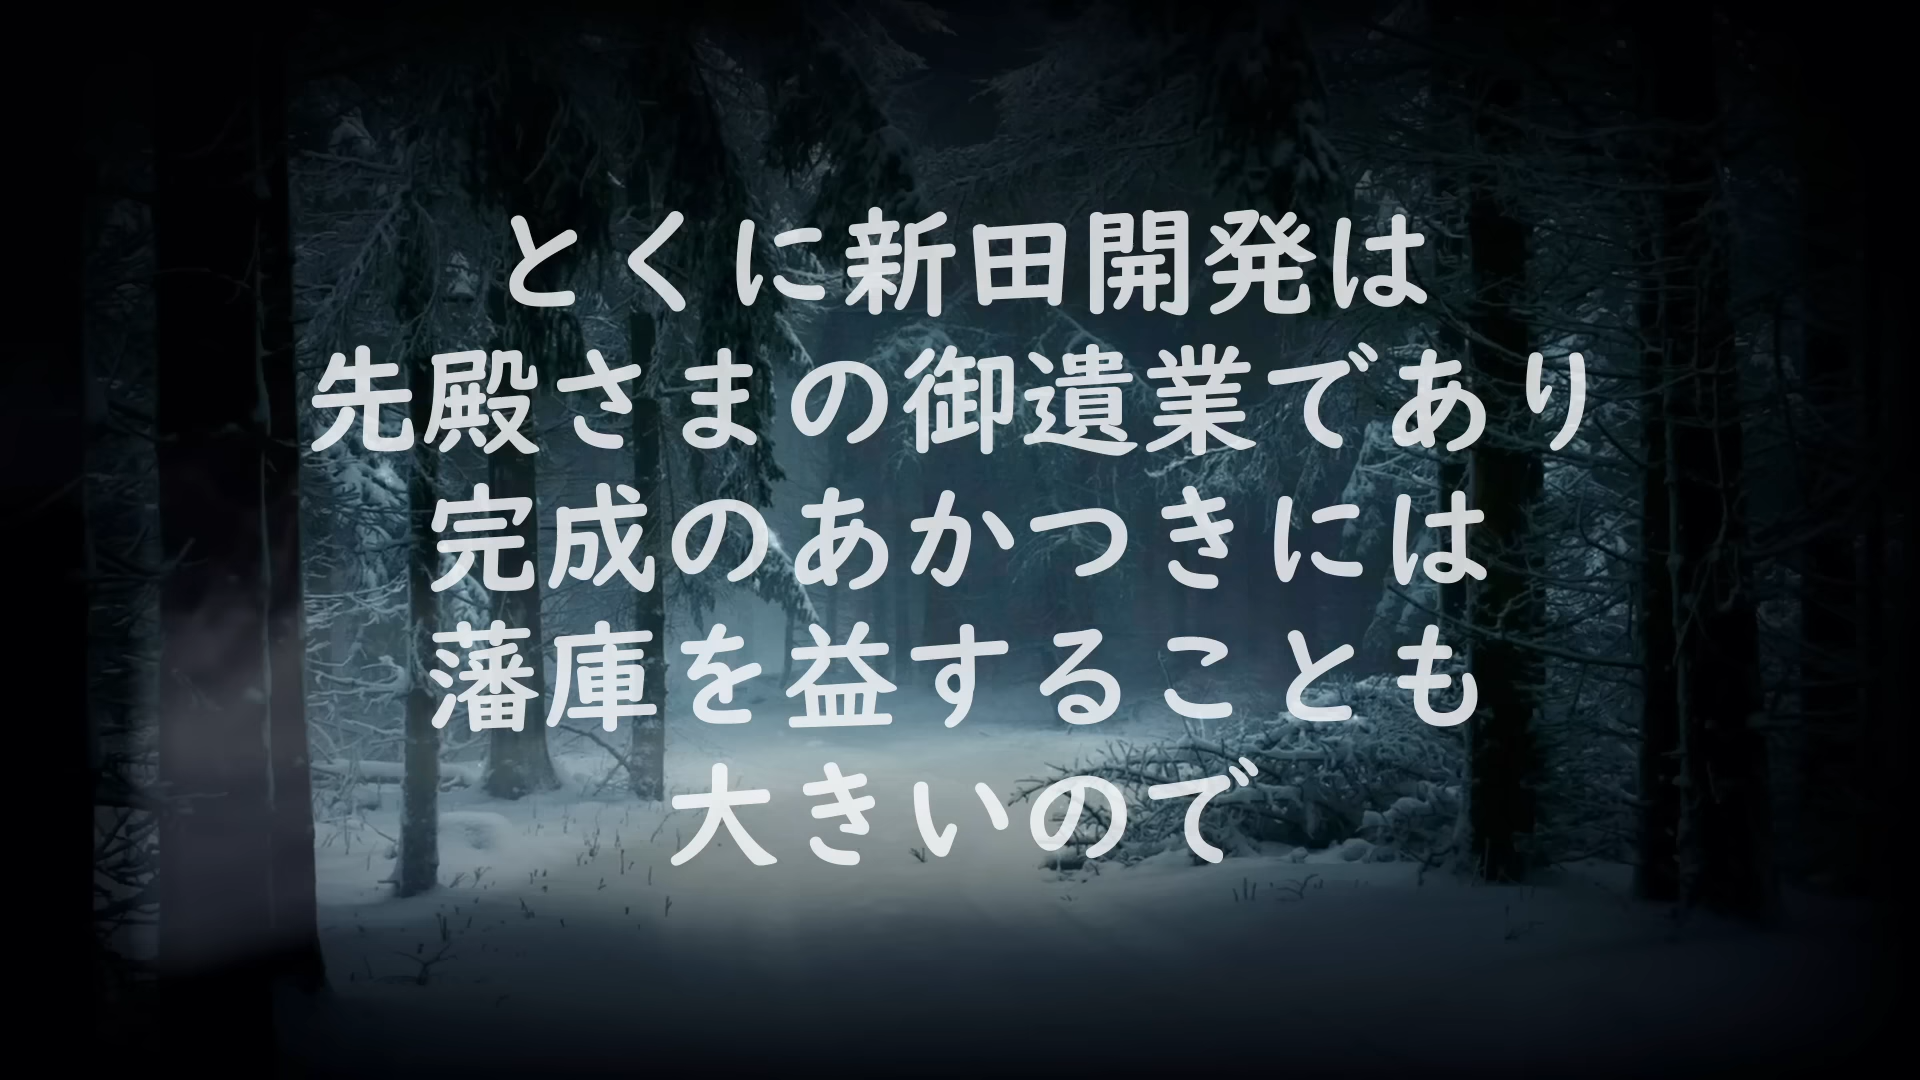 とくに新田開発は
先殿さまの御遺業であり
完成のあかつきには
藩庫を益することも
大きいので